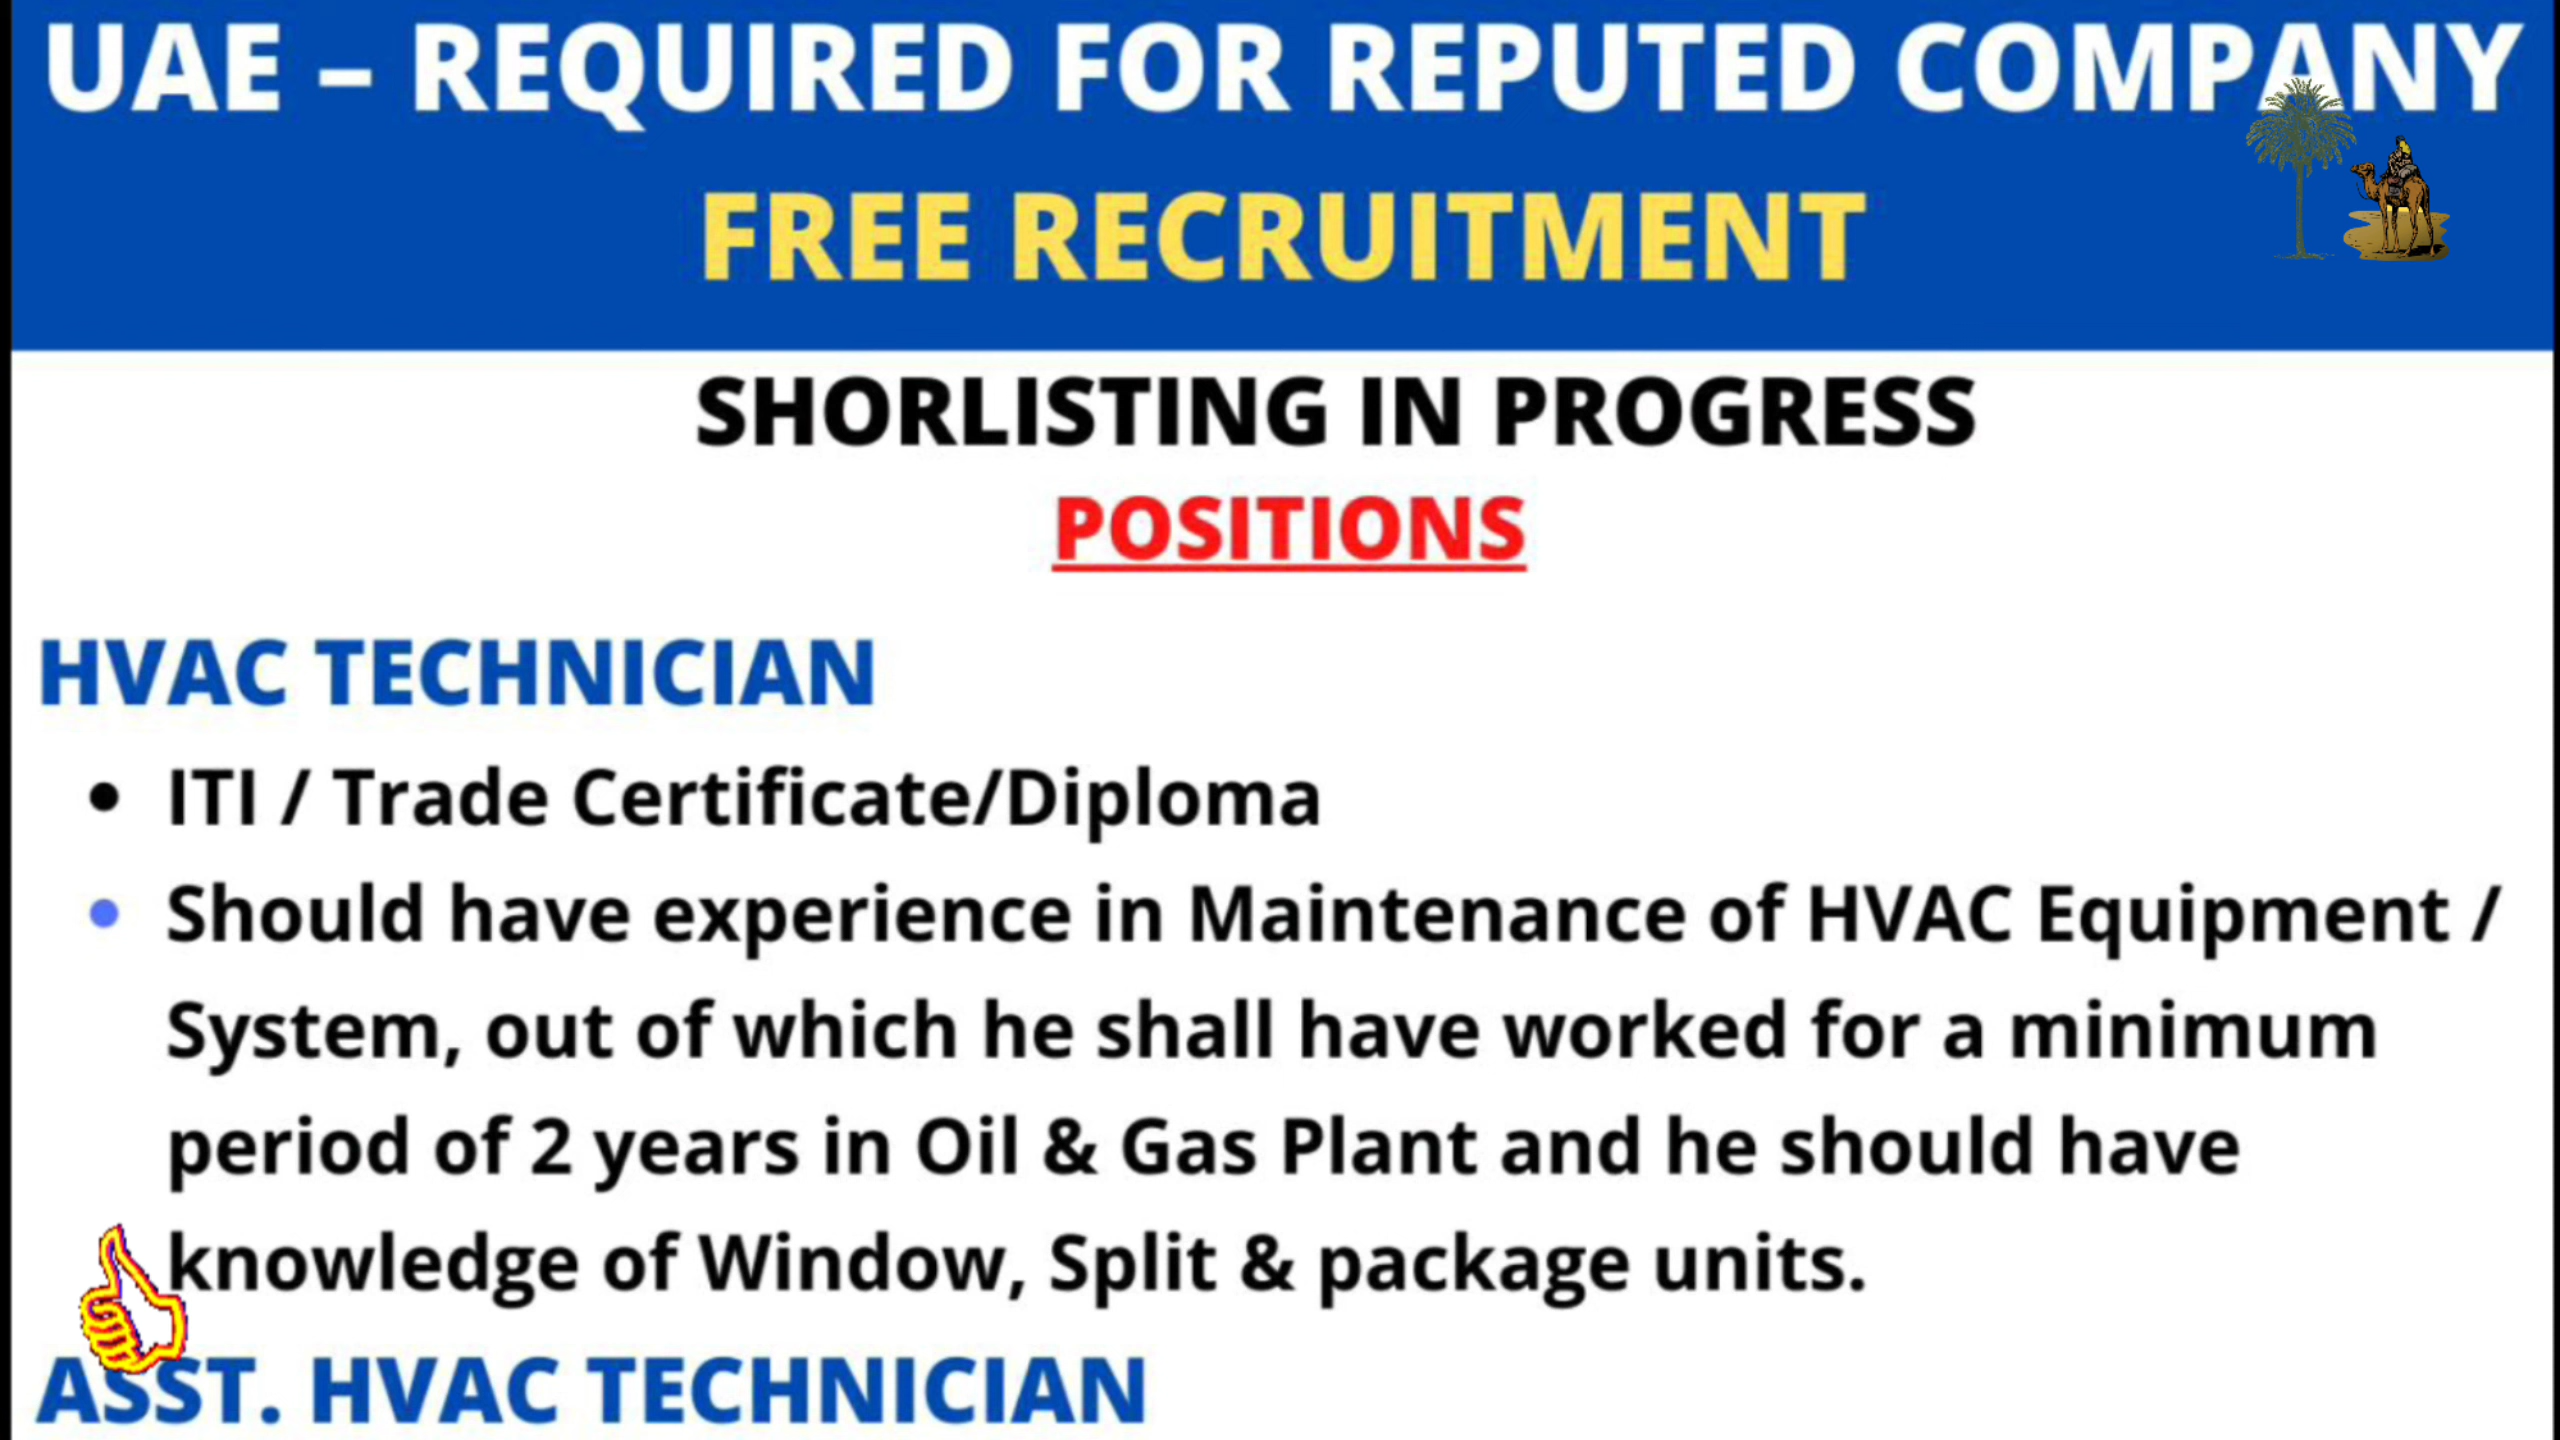 UAE – REQUIRED FOR REPUTED COMPANY
FREE RECRUITMENT
SHORLISTING IN PROGRESS
POSITIONS
HVAC TECHNICIAN
• ITI / Trade Certificate/Diploma
• Should have experience in Maintenance of HVAC Equipment /
System, out of which he shall have worked for a minimum
period of 2 years in Oil & Gas Plant and he should have
knowledge of Window, Split & package units.
ASST. HVAC TECHNICIAN